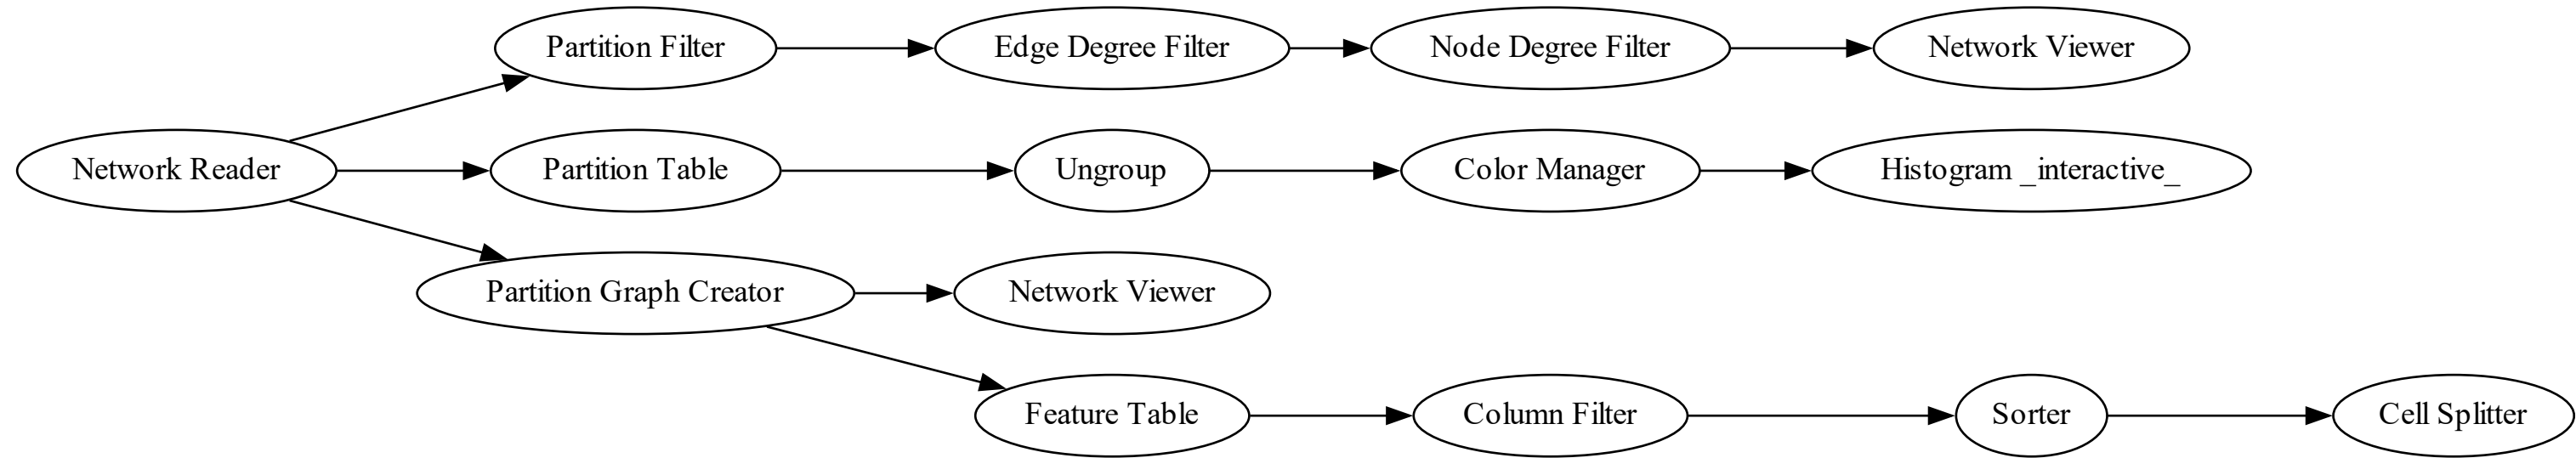 Partition Filter
Edge Degree Filter
Node Degree Filter
Network Viewer
Network Reader
Partition Table
Ungroup
Color Manager
Histogram _interactive_
Partition Graph Creator
Network Viewer
Feature Table
Column Filter
Sorter
Cell Splitter